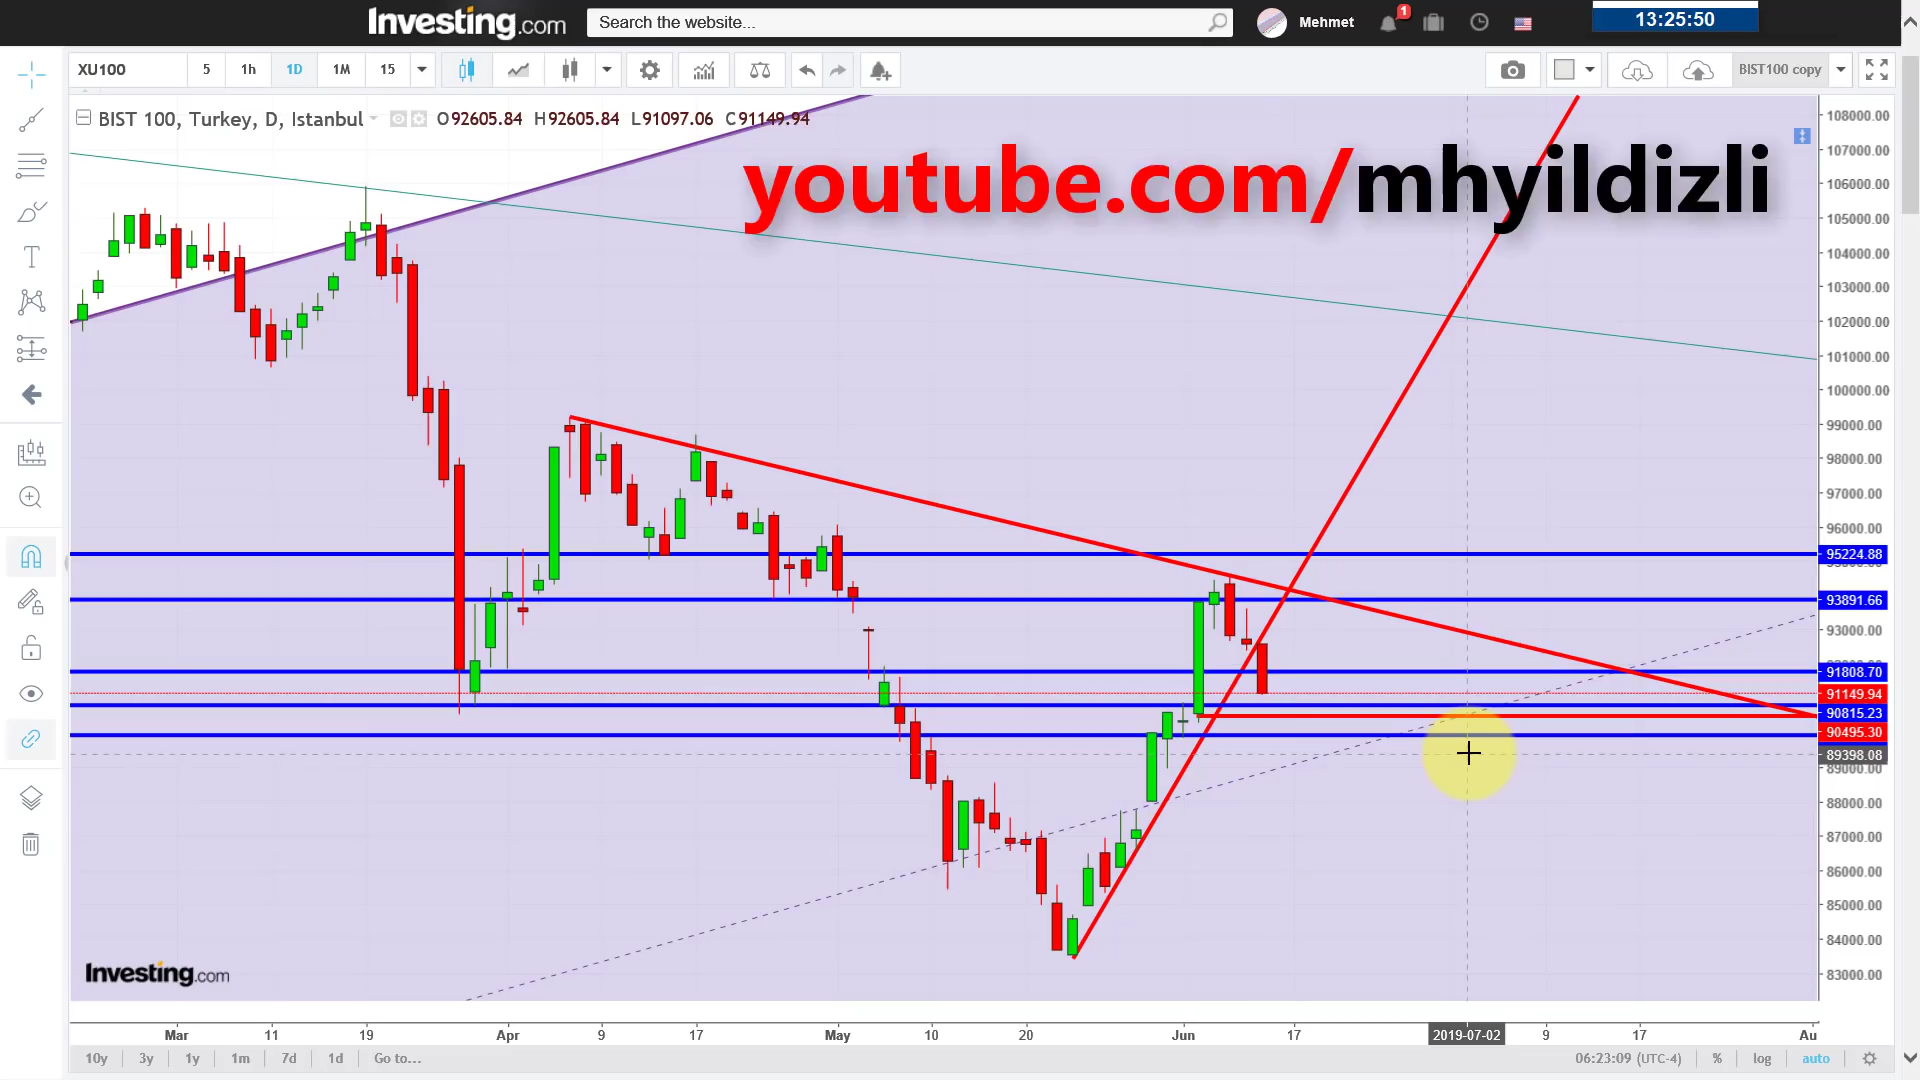 Investing.com
Search the website...
Mehmet
1
13:25:50
XU100
5
1h
1D
1M
15
BIST100 copy
BIST 100, Turkey, D, Istanbul
O92605.84 H92605.84 L91097.06 C91149.94
youtube.com/mhyildizli
108000.00
107000.00
106000.00
105000.00
104000.00
103000.00
102000.00
101000.00
100000.00
99000.00
98000.00
97000.00
96000.00
95224.88
93891.66
93000.00
91808.70
91149.94
90815.23
90495.30
89398.08
89000.00
88000.00
87000.00
86000.00
85000.00
84000.00
83000.00
Investing.com
Mar 11 19 Apr 9 17 May 10 20 Jun 17 2019-07-02 9 17 Au
10y 3y 1y 1m 7d 1d Go to... 06:23:09 (UTC-4) % log auto